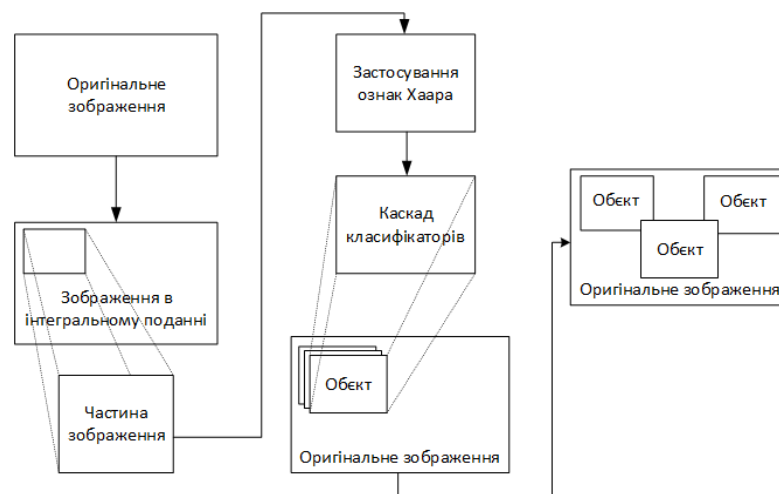 Оригінальне
зображення
Зображення в
інтегральному поданні
Частина
зображення
Застосування
ознак Хаара
Каскад
класифікаторів
Обєкт
Оригінальне зображення
Обєкт
Обєкт
Обєкт
Оригінальне зображення